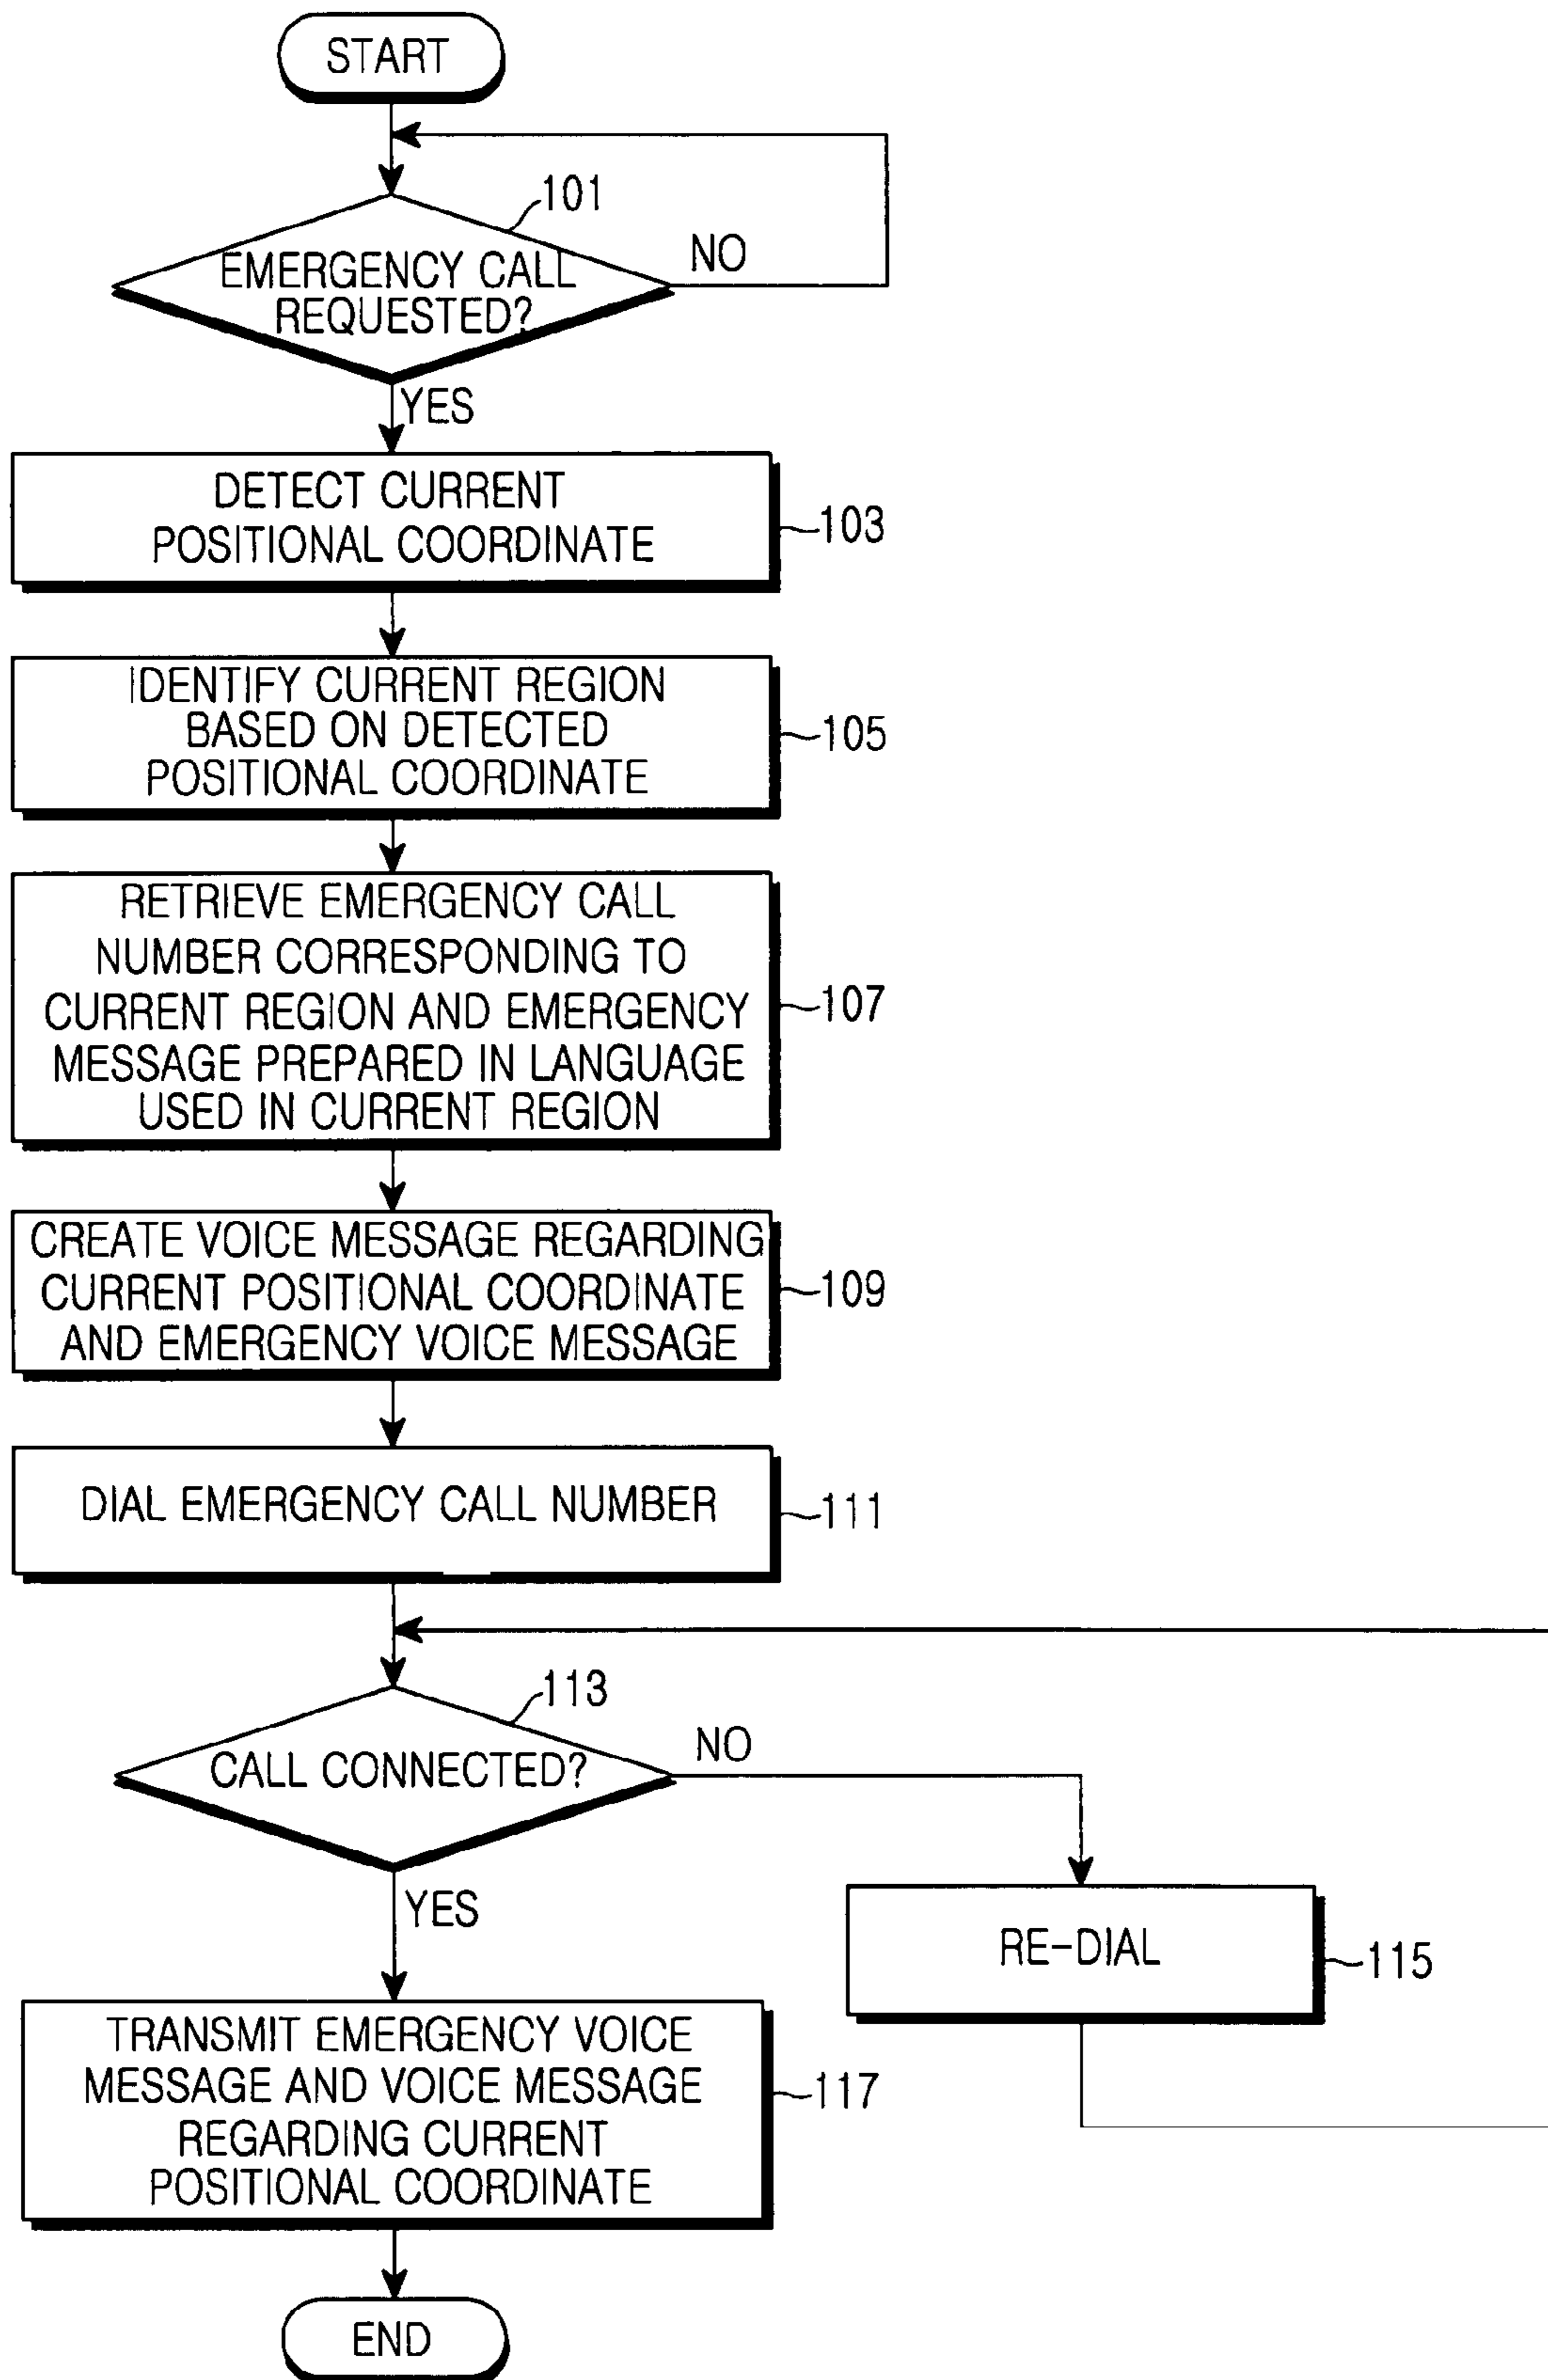 START
101
EMERGENCY CALL
REQUESTED?
NO
YES
DETECT CURRENT
POSITIONAL COORDINATE
103
IDENTIFY CURRENT REGION
BASED ON DETECTED
POSITIONAL COORDINATE
105
RETRIEVE EMERGENCY CALL
NUMBER CORRESPONDING TO
CURRENT REGION AND EMERGENCY
MESSAGE PREPARED IN LANGUAGE
USED IN CURRENT REGION
107
CREATE VOICE MESSAGE REGARDING
CURRENT POSITIONAL COORDINATE
AND EMERGENCY VOICE MESSAGE
109
DIAL EMERGENCY CALL NUMBER
111
113
CALL CONNECTED?
NO
YES
RE-DIAL
115
TRANSMIT EMERGENCY VOICE
MESSAGE AND VOICE MESSAGE
REGARDING CURRENT
POSITIONAL COORDINATE
117
END